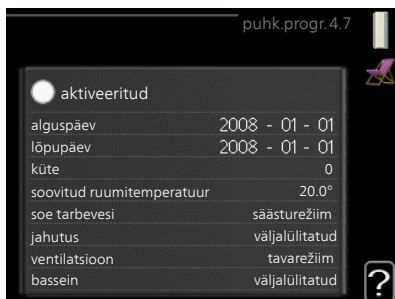 puhk.progr. 4.7
aktiveeritud
alguspäev 2008 - 01 - 01
lõpupäev 2008 - 01 - 01
küte 0
soovitud ruumitemperatuur 20.0°
soe tarbevesi säästurežiim
jahutus väljalülitatud
ventilatsioon tavarežiim
bassein väljalülitatud
?